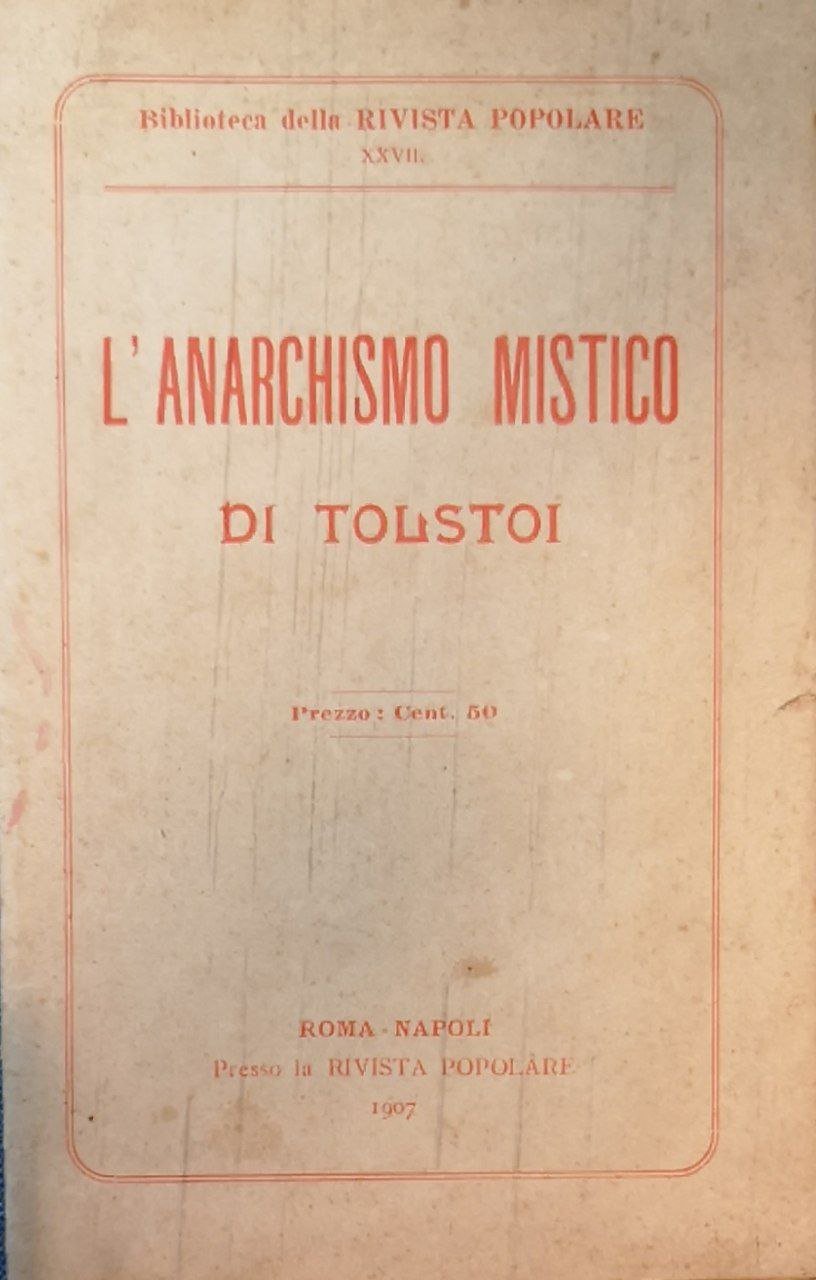 Biblioteca della RIVISTA POPOLARE
XXVII.
L'ANARCHISMO MISTICO
DI TOLSTOI
Prezzo: Cent. 50
ROMA - NAPOLI
Presso la RIVISTA POPOLARE
1907